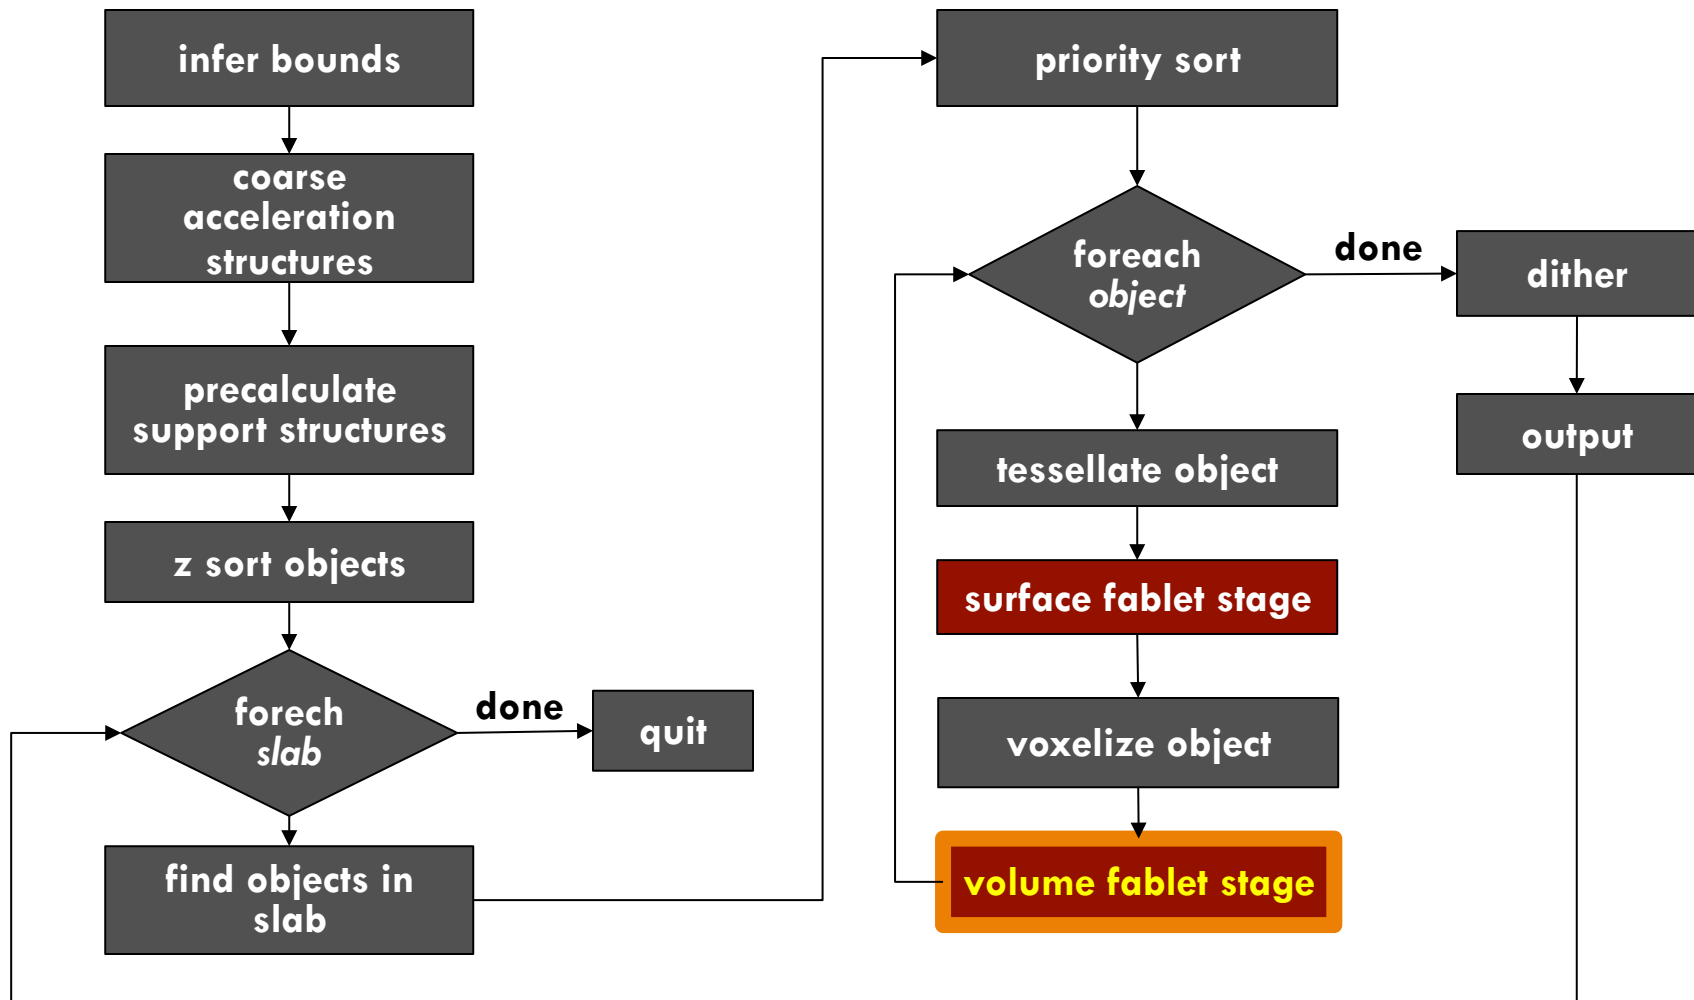 infer bounds
coarse
acceleration
structures
precalculate
support structures
z sort objects
forech
slab
done
quit
find objects in
slab
priority sort
foreach
object
done
dither
output
tessellate object
surface fablet stage
voxelize object
volume fablet stage